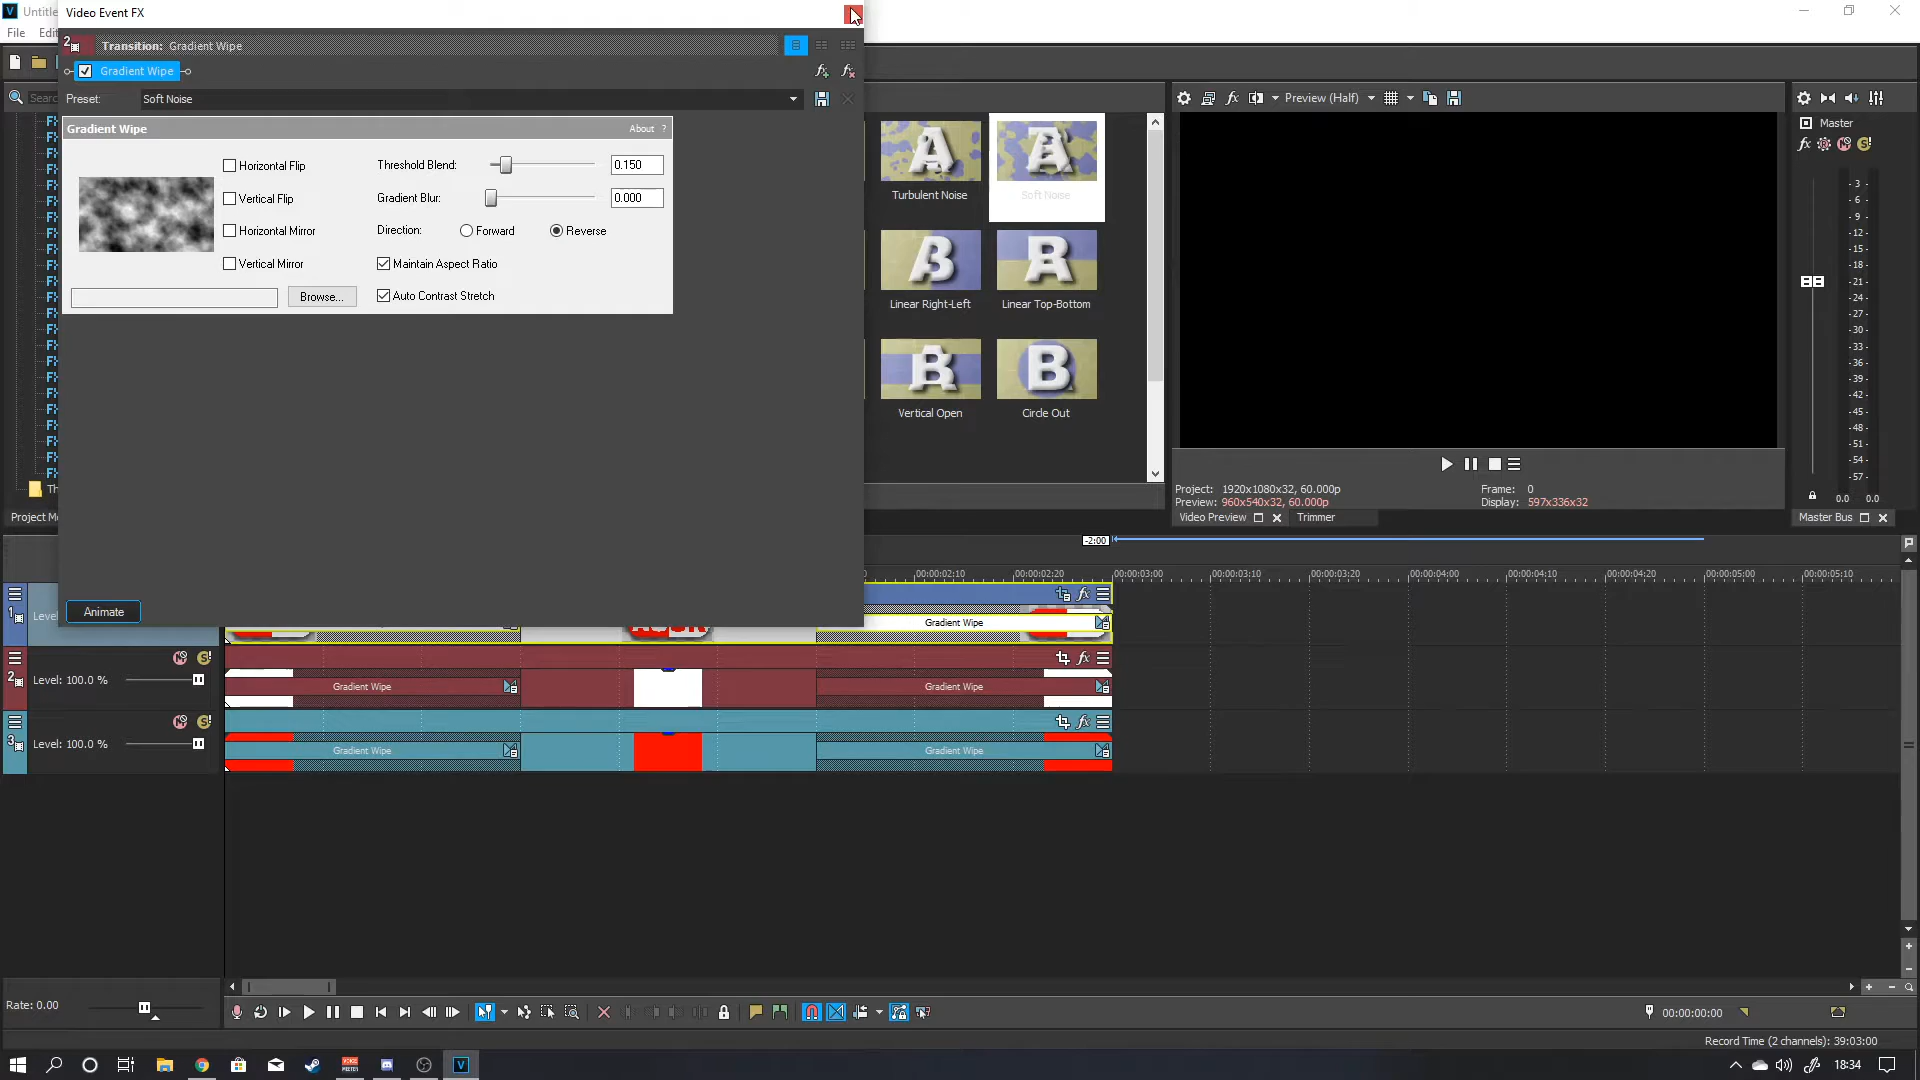 Untitle
Video Event FX
File
Edi
Transition: Gradient Wipe
Gradient Wipe
Preset:
Soft Noise
Sear
Gradient Wipe
About ?
Horizontal Flip
Threshold Blend:
0.150
Vertical Flip
Gradient Blur:
0.000
Horizontal Mirror
Direction:
Forward
Reverse
Vertical Mirror
Maintain Aspect Ratio
Browse...
Auto Contrast Stretch
Animate
Project M
Turbulent Noise
Soft Noise
Linear Right-Left
Linear Top-Bottom
Vertical Open
Circle Out
Preview (Half)
Project: 1920x1080x32, 60.000p
Frame: 0
Preview: 960x540x32, 60.000p
Display: 597x336x32
Video Preview
Trimmer
Master
-3-
-6-
-9-
-12-
-15-
-18-
-21-
-24-
-27-
-30-
-33-
-36-
-39-
-42-
-45-
-48-
-51-
-54-
-57-
0.0 0.0
Master Bus
-2:00
00:00:02:10
00:00:02:20
00:00:03:00
00:00:03:10
00:00:03:20
00:00:04:00
00:00:04:10
00:00:04:20
00:00:05:00
00:00:05:10
1
Leve
Gradient Wipe
2
Level: 100.0 %
Gradient Wipe
Gradient Wipe
3
Level: 100.0 %
Gradient Wipe
Gradient Wipe
Rate: 0.00
00:00:00:00
Record Time (2 channels): 39:03:00
18:34